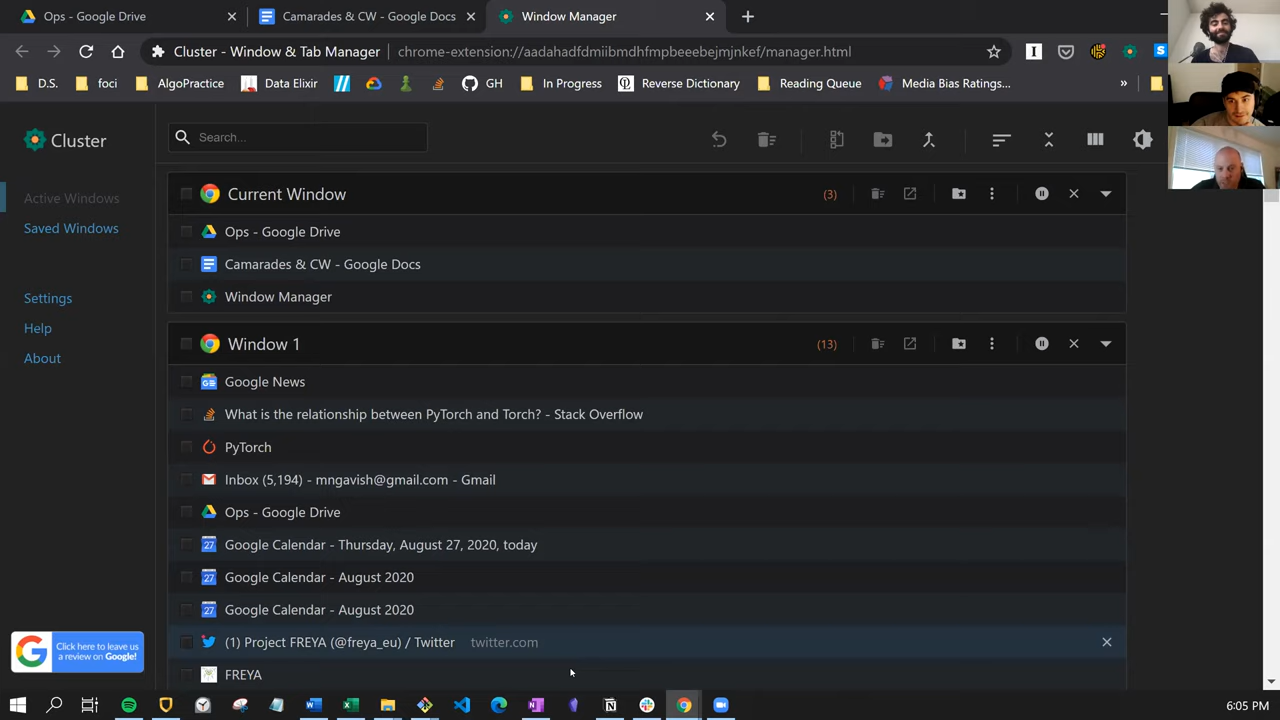 Ops - Google Drive
Camarades & CW - Google Docs
Window Manager
Cluster - Window & Tab Manager
chrome-extension://aadahadfdmiibmdhfmpbeeebejmjnkef/manager.html
D.S.
foci
AlgoPractice
Data Elixir
GH
In Progress
Reverse Dictionary
Reading Queue
Media Bias Ratings...
Cluster
Search...
Active Windows
Saved Windows
Settings
Help
About
Current Window
(3)
Ops - Google Drive
Camarades & CW - Google Docs
Window Manager
Window 1
(13)
Google News
What is the relationship between PyTorch and Torch? - Stack Overflow
PyTorch
Inbox (5,194) - mngavish@gmail.com - Gmail
Ops - Google Drive
27 Google Calendar - Thursday, August 27, 2020, today
27 Google Calendar - August 2020
27 Google Calendar - August 2020
(1) Project FREYA (@freya_eu) / Twitter twitter.com
FREYA
Click here to leave us
a review on Google!
6:05 PM